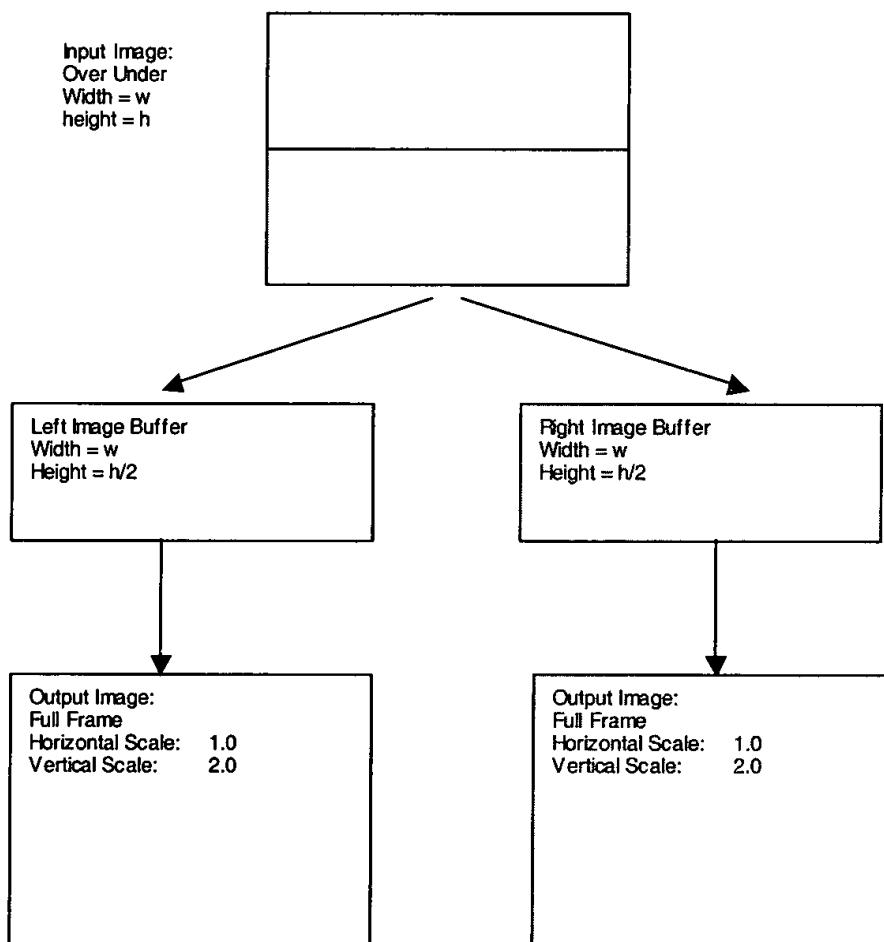 Input Image:
Over Under
Width = w
height = h
Left Image Buffer
Width = w
Height = h/2
Right Image Buffer
Width = w
Height = h/2
Output Image:
Full Frame
Horizontal Scale: 1.0
Vertical Scale: 2.0
Output Image:
Full Frame
Horizontal Scale: 1.0
Vertical Scale: 2.0